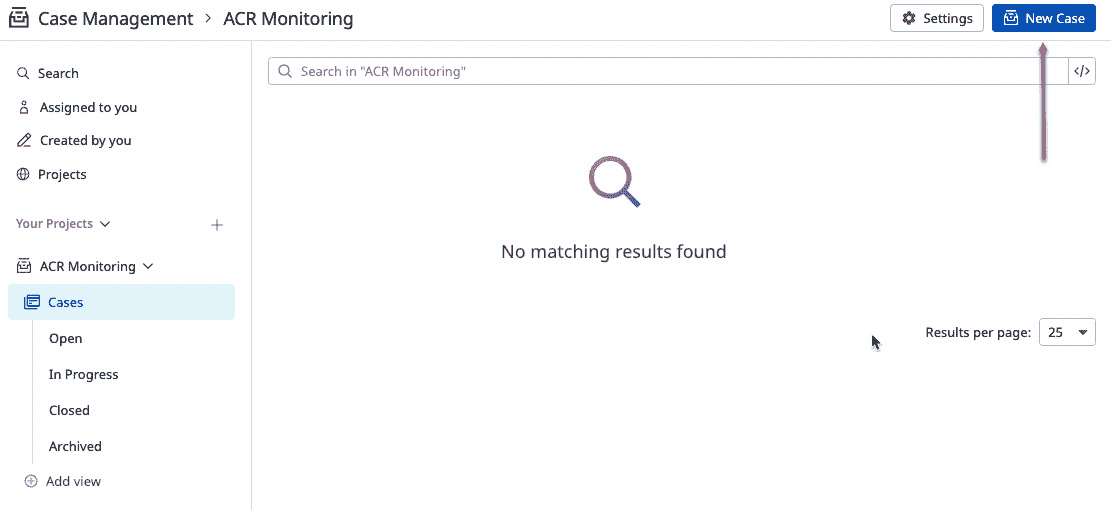 Case Management > ACR Monitoring
Settings
New Case
Search
Assigned to you
Created by you
Projects
Your Projects
ACR Monitoring
Cases
Open
In Progress
Closed
Archived
Add view
Search in "ACR Monitoring"
</>
No matching results found
Results per page: 25